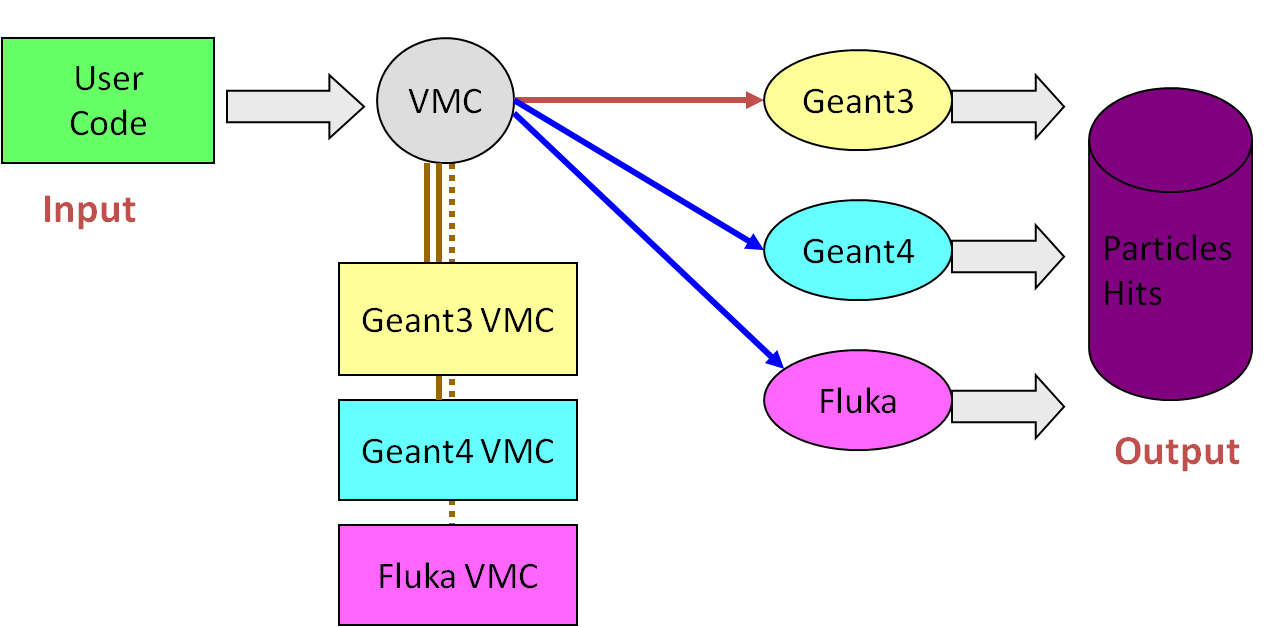 User
Code
Input
VMC
Geant3
Geant4
Fluka
Geant3 VMC
Geant4 VMC
Fluka VMC
Particles
Hits
Output